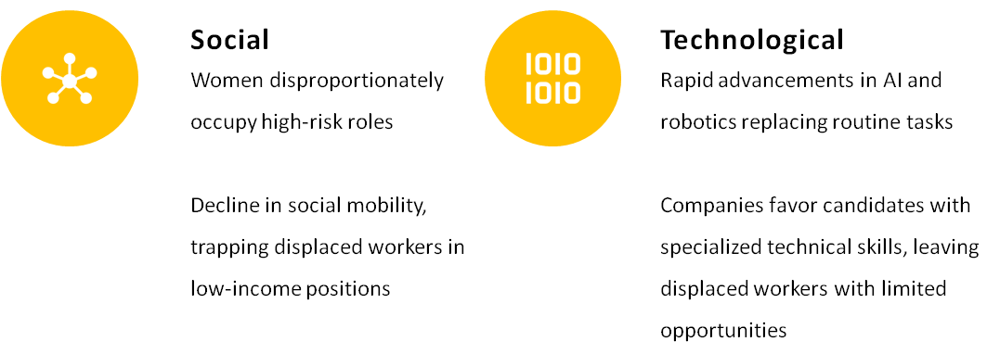 Social
Women disproportionately
occupy high-risk roles
Decline in social mobility,
trapping displaced workers in
low-income positions
1010
1010
Technological
Rapid advancements in AI and
robotics replacing routine tasks
Companies favor candidates with
specialized technical skills, leaving
displaced workers with limited
opportunities